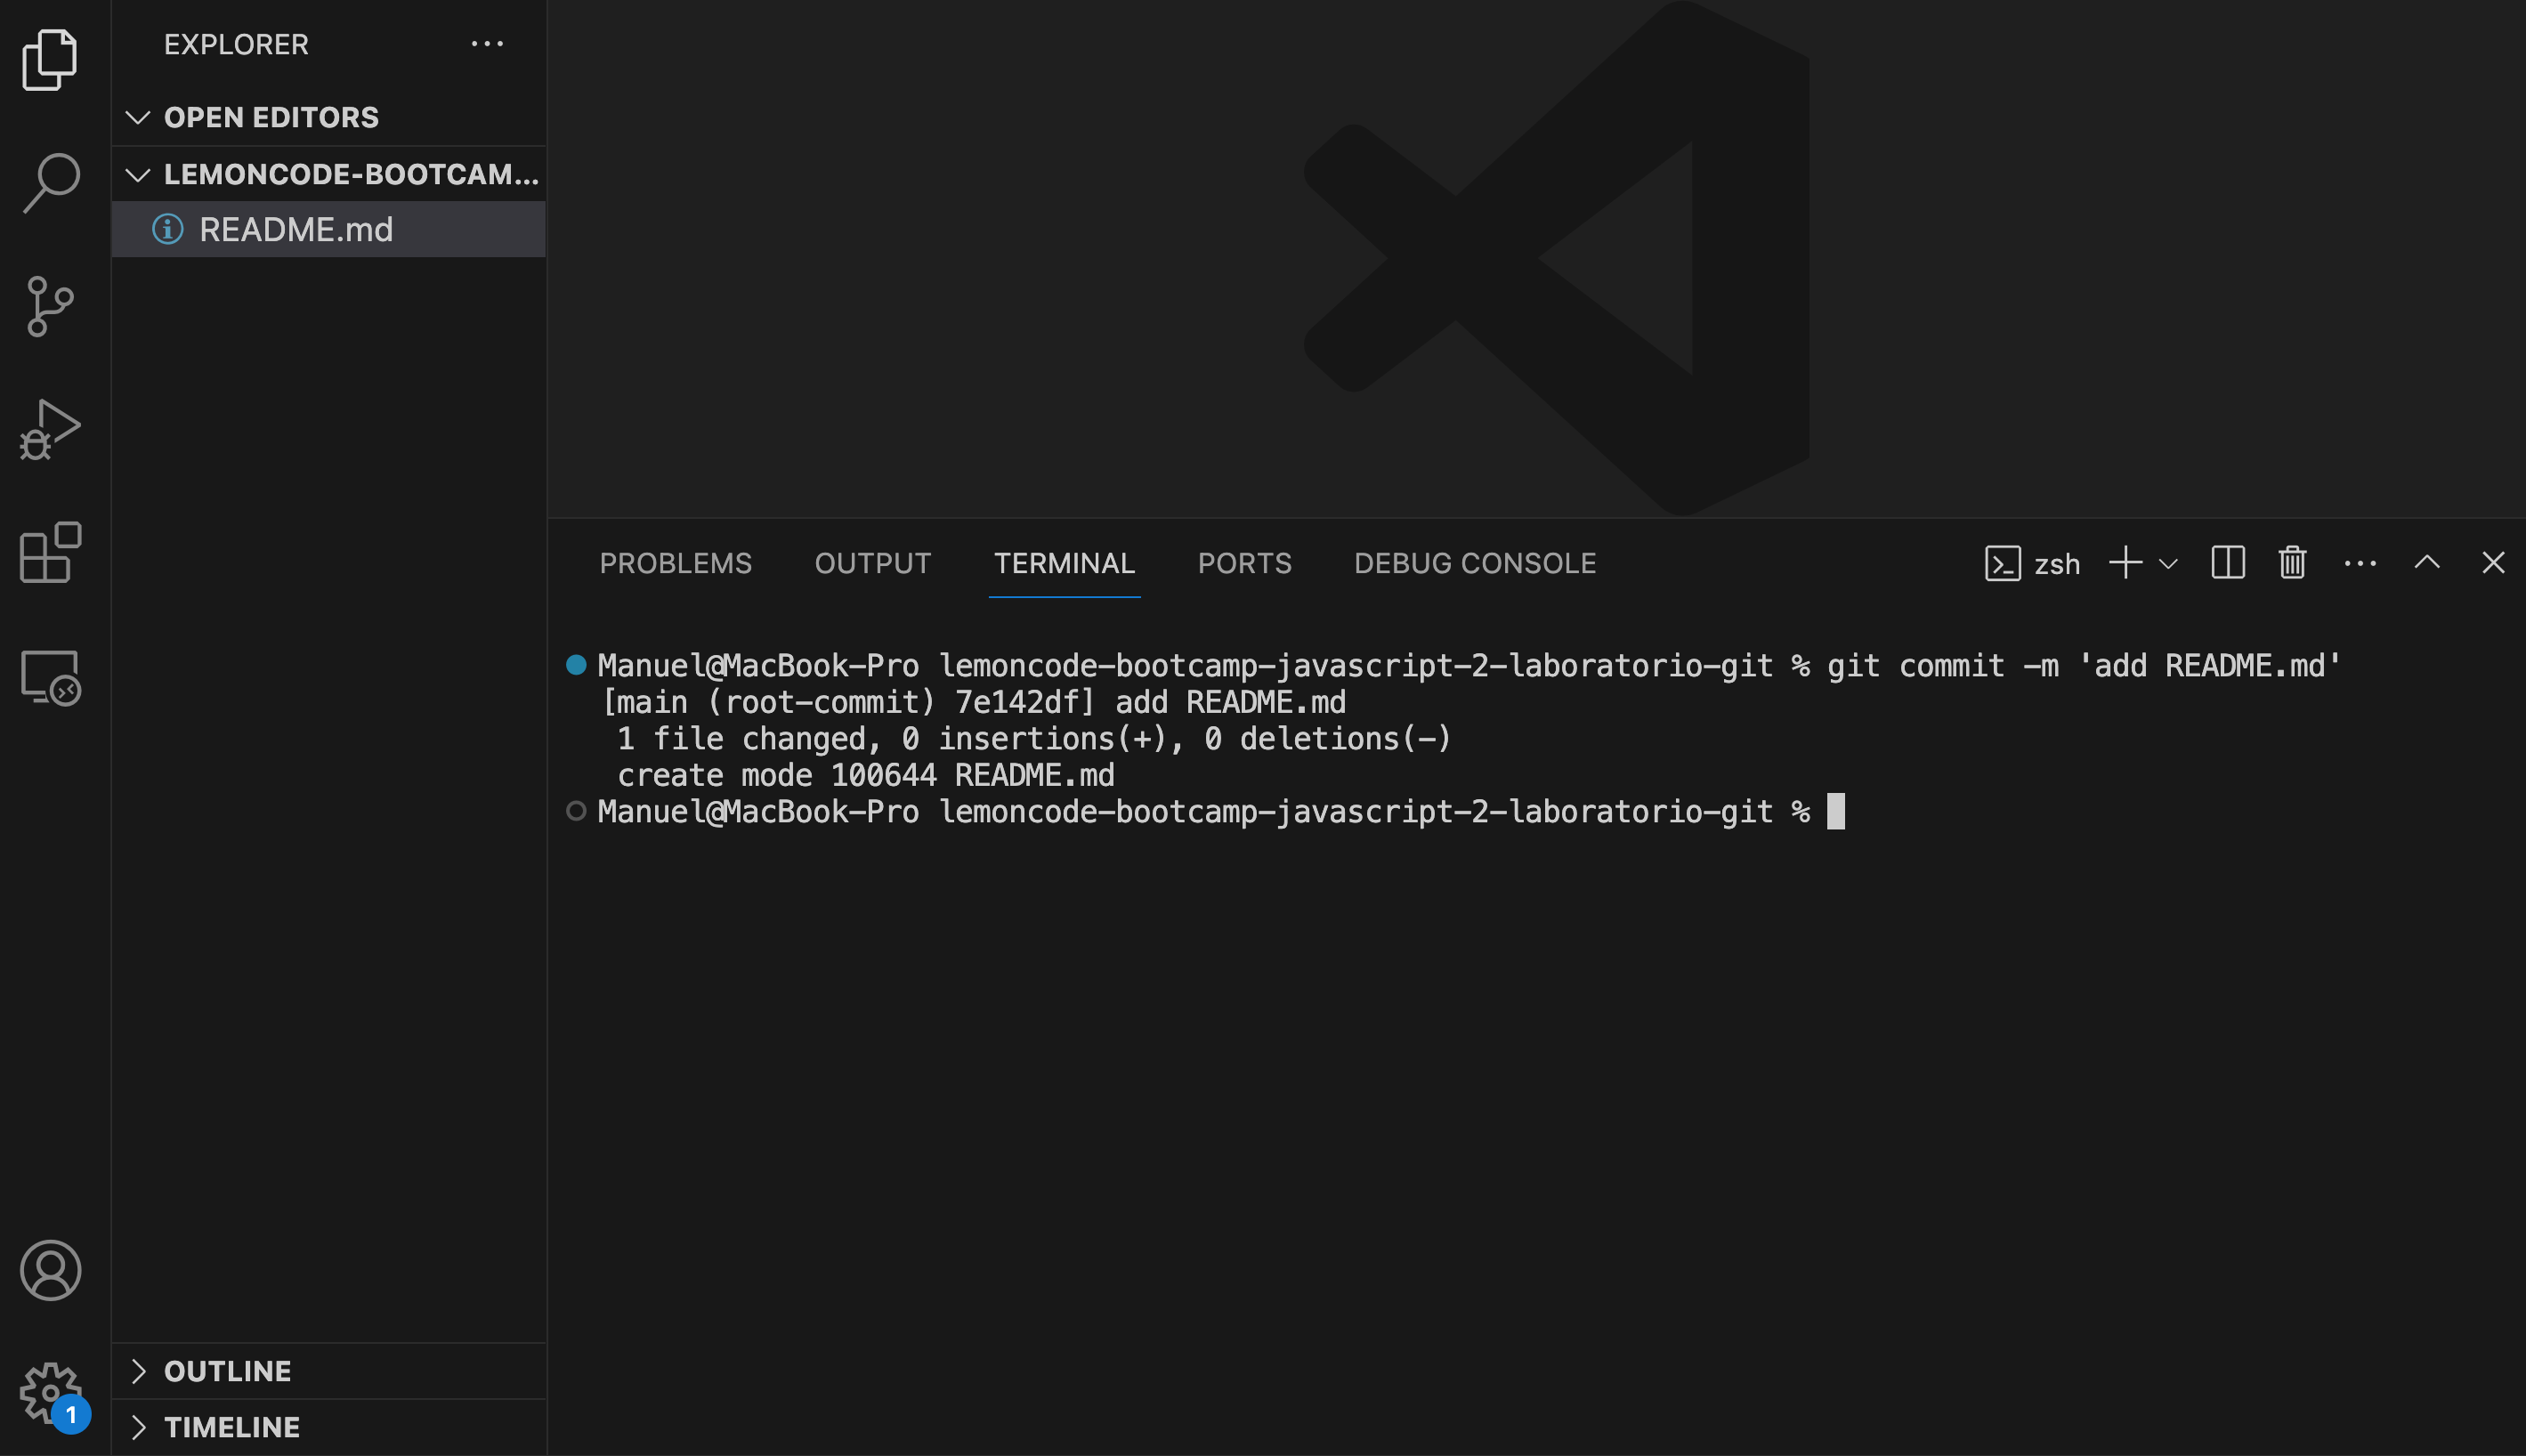 EXPLORER
OPEN EDITORS
LEMONCODE-BOOTCAM...
README.md
OUTLINE
TIMELINE
1
PROBLEMS OUTPUT TERMINAL PORTS DEBUG CONSOLE zsh
Manuel@MacBook-Pro lemoncode-bootcamp-javascript-2-laboratorio-git % git commit -m 'add README.md'
[main (root-commit) 7e142df] add README.md
1 file changed, 0 insertions(+), 0 deletions(-)
create mode 100644 README.md
Manuel@MacBook-Pro lemoncode-bootcamp-javascript-2-laboratorio-git %